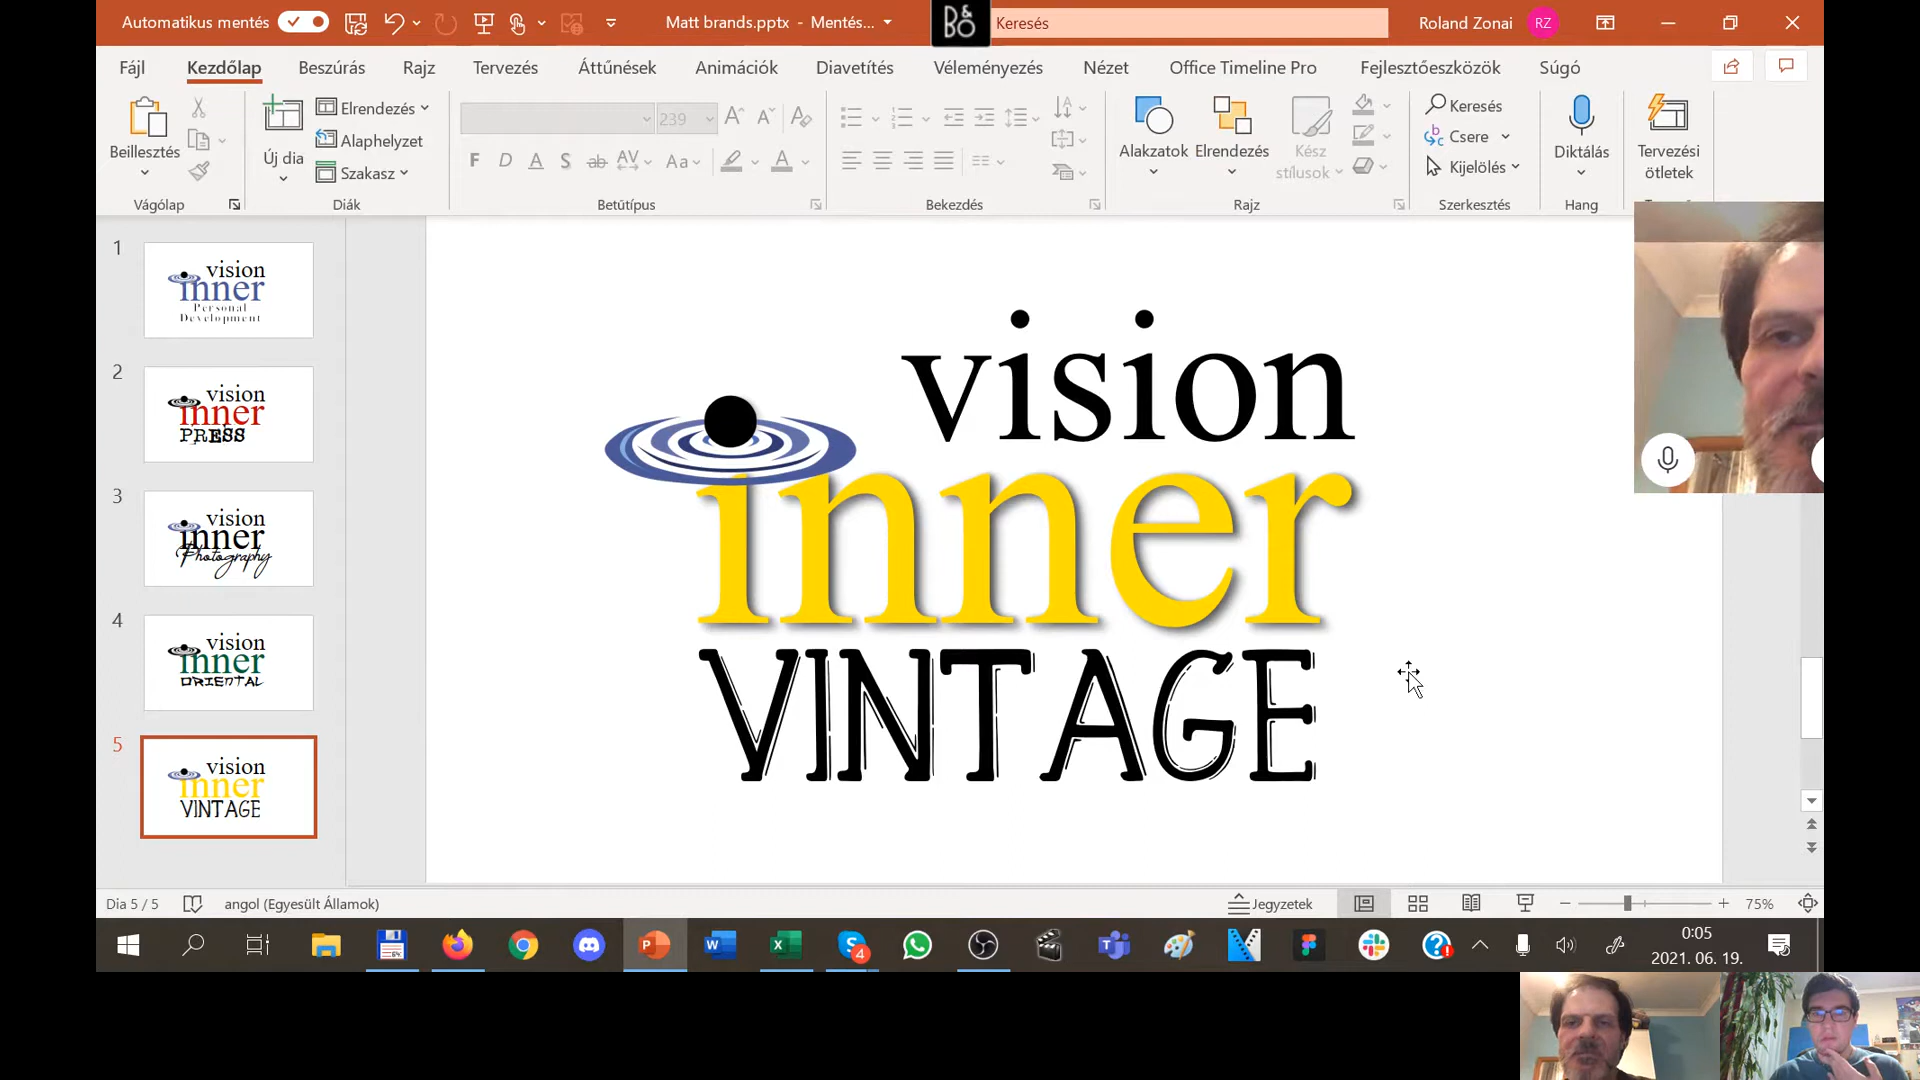 Automatikus mentés
Matt brands.pptx - Mentés...
B&O
Keresés
Roland Zonai
RZ
Fájl
Kezdőlap
Beszúrás
Rajz
Tervezés
Áttűnések
Animációk
Diavetítés
Véleményezés
Nézet
Office Timeline Pro
Fejlesztőeszközök
Súgó
Beillesztés
Vágólap
Új dia
Elrendezés
Alaphelyzet
Szakasz
Diák
239
F D A S ab AV Aa A
Betűtípus
Bekezdés
Alakzatok
Elrendezés
Kész
stílusok
Rajz
Keresés
Csere
Kijelölés
Szerkesztés
Diktálás
Hang
Tervezési
ötletek
1
vision
inner
Personal
Development
2
vision
inner
PRESS
3
vision
inner
Photography
4
vision
inner
ORIENTAL
5
vision
inner
VINTAGE
vision
inner
VINTAGE
Dia 5 / 5
angol (Egyesült Államok)
Jegyzetek
75%
4
0:05
2021. 06. 19.